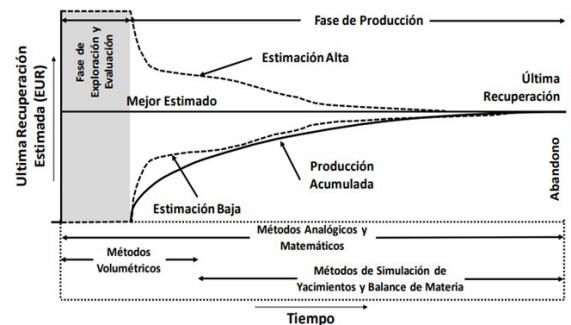 Fase de Producción
Fase de
Exploración y
Evaluación
Ultima Recuperación
Estimada (EUR)
Estimación Alta
Mejor Estimado
Última
Recuperación
Producción
Acumulada
Estimación Baja
Abandono
Métodos Analógicos y
Matemáticos
Métodos
Volumétricos
Métodos de Simulación de
Yacimientos y Balance de Materia
Tiempo